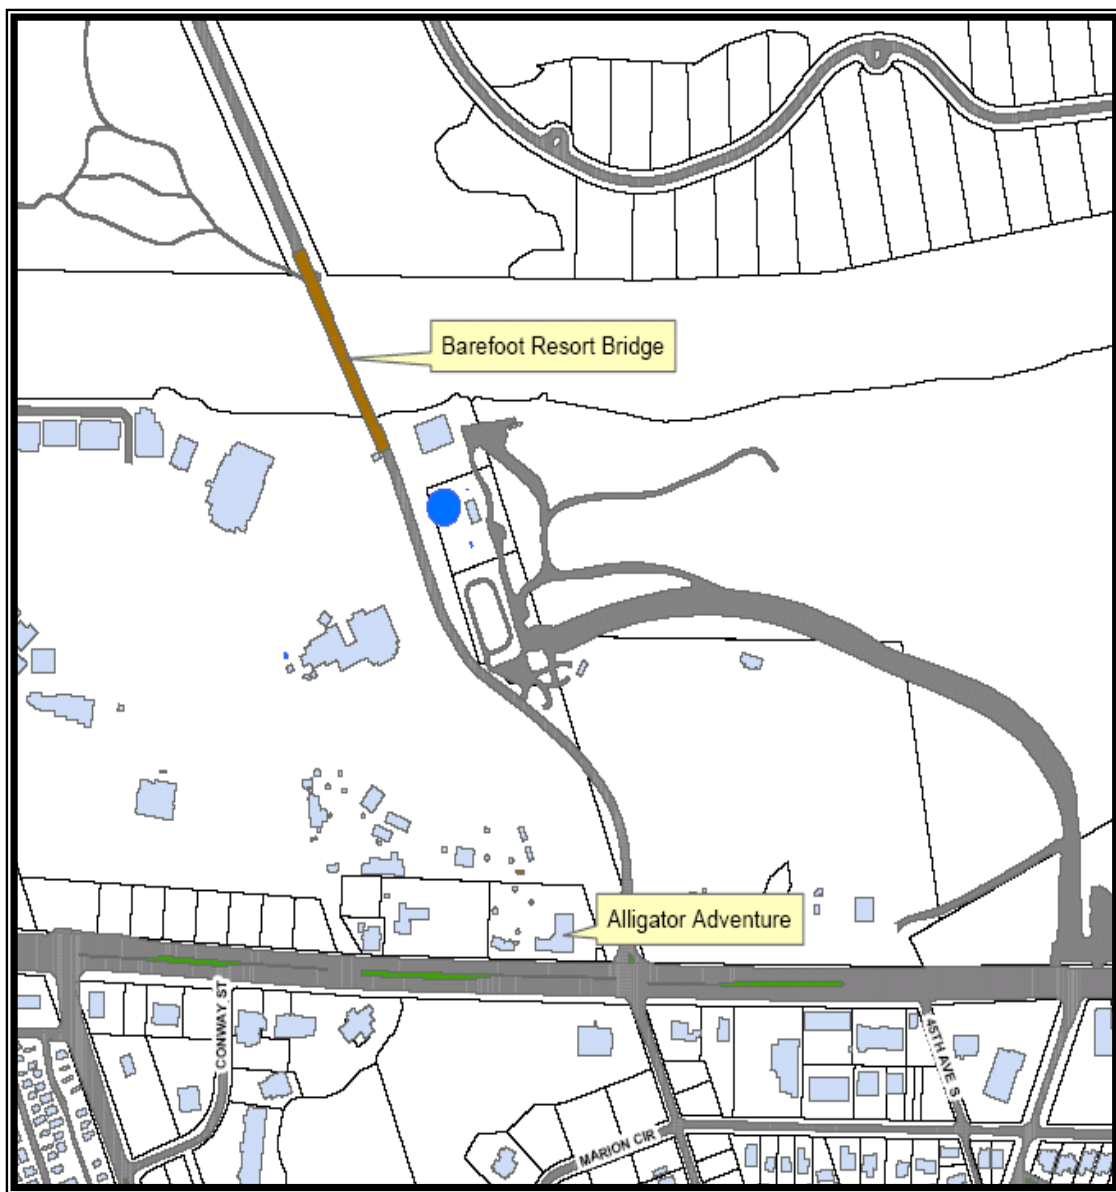 Barefoot Resort Bridge
Alligator Adventure
CONWAY ST
45TH AVE S
MARION CIR